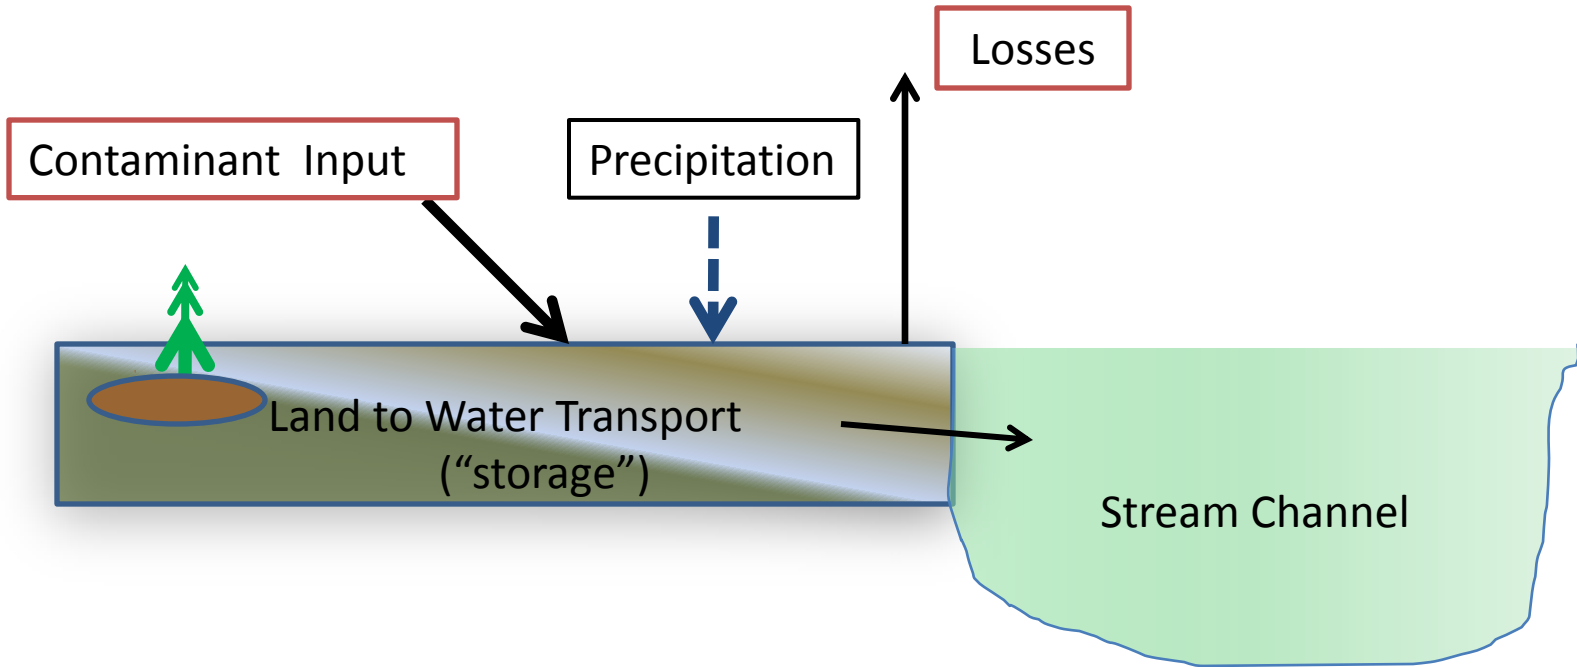 Losses
Contaminant  Input
Precipitation
Land to Water Transport
(“storage”)
Stream Channel